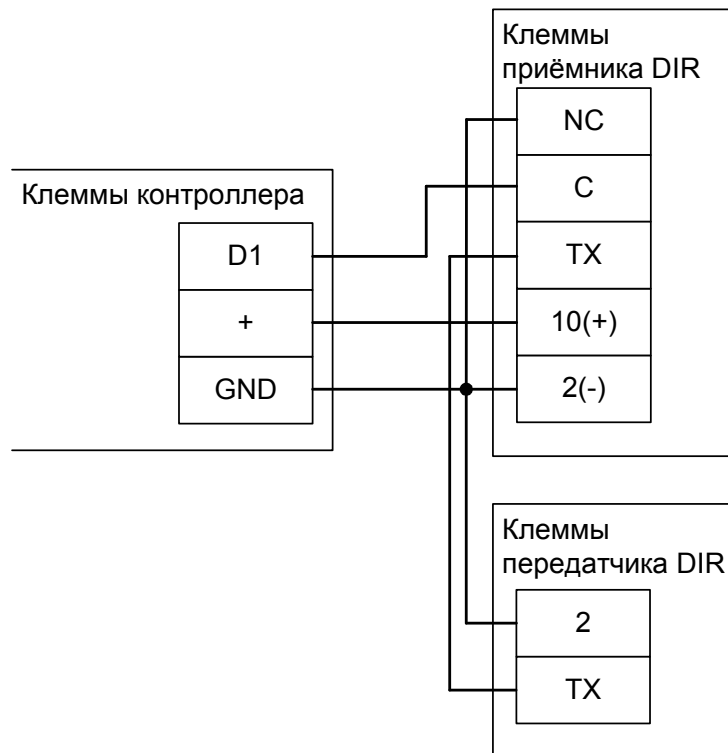 Клеммы
приёмника DIR
NC
C
TX
10(+)
2(-)
Клеммы контроллера
D1
+
GND
Клеммы
передатчика DIR
2
TX